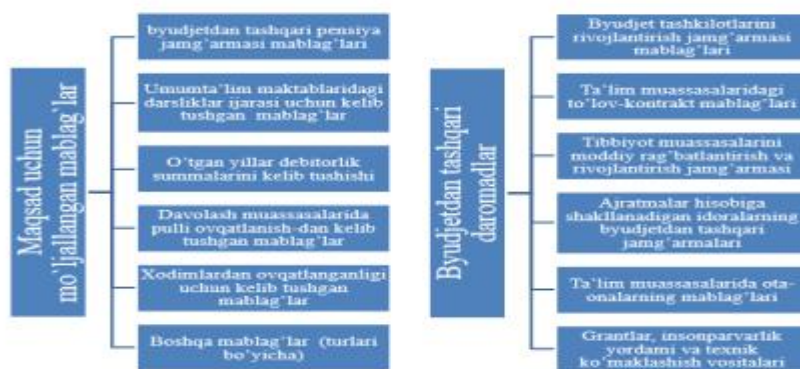 Maqsad uchun
mo`ljallangan mablag`lar
byudjetdan tashqari pensiya
jamg'armasi mablag'lari
Umumta'lim maktablaridagi
darsliklar ijarasi uchun kelib
tushgan mablag`lar
O'tgan yillar debitorlik
summalarini kelib tushishi
Davolash muassasalarida
pulli ovqatlanish-dan kelib
tushgan mablag'lar
Xodimlardan ovqatlanganligi
uchun kelib tushgan
mablag'lar
Boshqa mablag'lar (turlari
bo'yicha)
Byudjetdan tashqari
daromadlar
Byudjet tashkilotlarini
rivojlantirish jamg'armasi
mablag'lari
Ta'lim muassasalaridagi
to'lov-kontrakt mablag'lari
Tibbiyot muassasalarini
moddiy rag'batlantirish va
rivojlantirish jamg'armasi
Ajratmalar hisobiga
shakllanadigan idoralarning
byudjetdan tashqari
jamg'armalari
Ta'lim muassasalarida ota-
onalarning mablag'lari
Grantlar, insonparvarlik
yordami va texnik
ko'maklashish vositalari